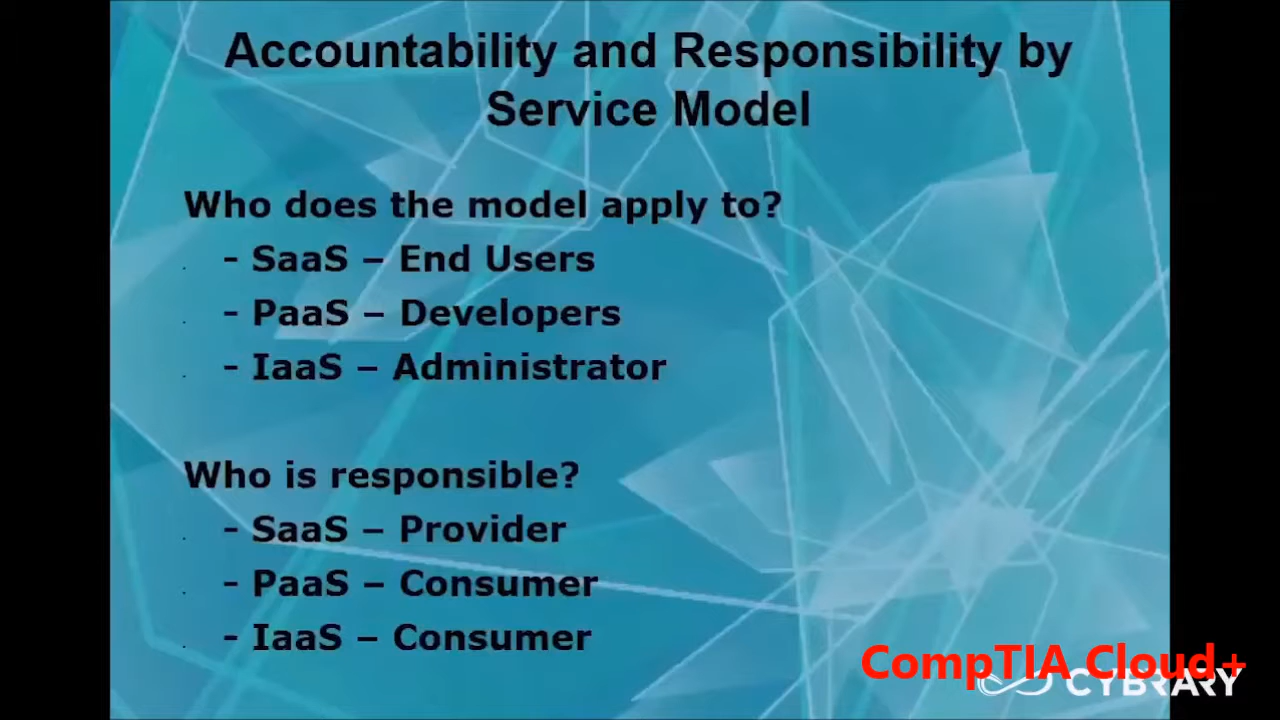 Accountability and Responsibility by
Service Model
Who does the model apply to?
- SaaS – End Users
- PaaS – Developers
- IaaS – Administrator
Who is responsible?
- SaaS – Provider
- PaaS – Consumer
- IaaS – Consumer
CompTIA Cloud+
CYBRARY